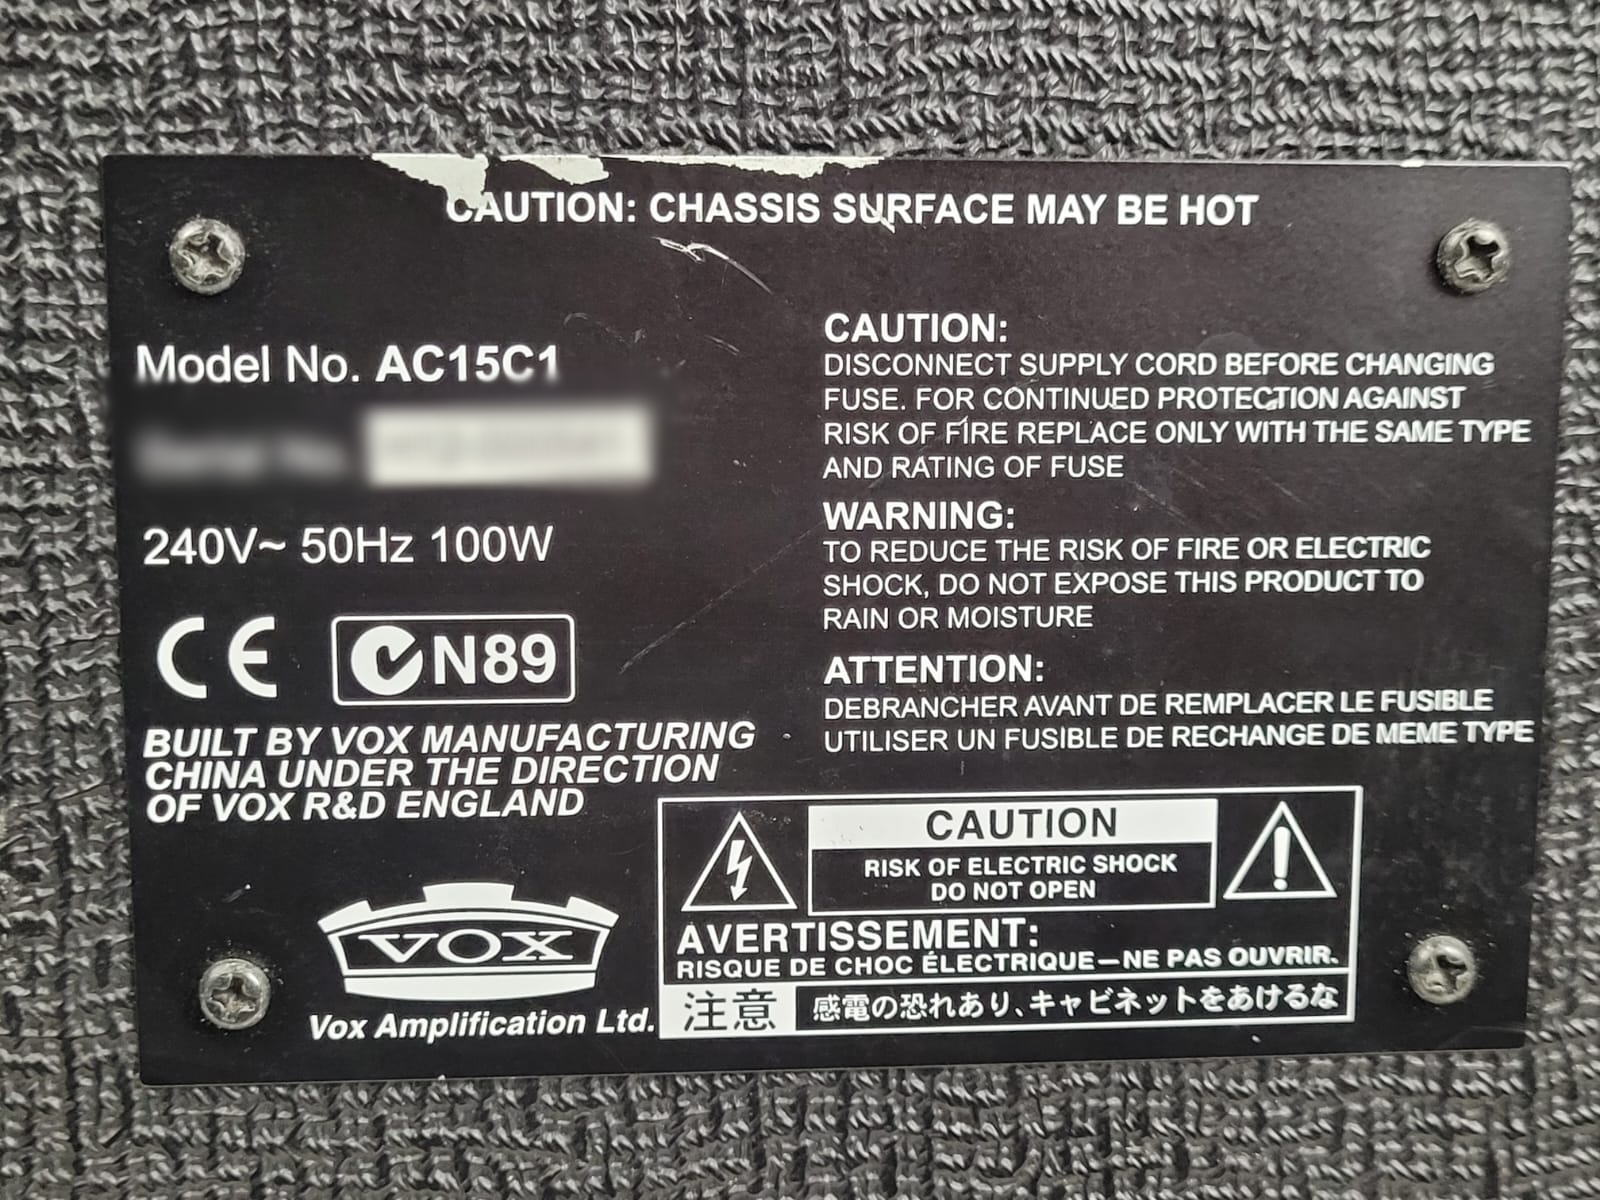 CAUTION: CHASSIS SURFACE MAY BE HOT
Model No. AC15C1
240V~ 50Hz 100W
CE
N89
BUILT BY VOX MANUFACTURING
CHINA UNDER THE DIRECTION
OF VOX R&D ENGLAND
VOX
Vox Amplification Ltd.
CAUTION:
DISCONNECT SUPPLY CORD BEFORE CHANGING
FUSE. FOR CONTINUED PROTECTION AGAINST
RISK OF FIRE REPLACE ONLY WITH THE SAME TYPE
AND RATING OF FUSE
WARNING:
TO REDUCE THE RISK OF FIRE OR ELECTRIC
SHOCK, DO NOT EXPOSE THIS PRODUCT TO
RAIN OR MOISTURE
ATTENTION:
DEBRANCHER AVANT DE REMPLACER LE FUSIBLE
UTILISER UN FUSIBLE DE RECHANGE DE MEME TYPE
CAUTION
RISK OF ELECTRIC SHOCK
DO NOT OPEN
AVERTISSEMENT:
RISQUE DE CHOC ÉLECTRIQUE—NE PAS OUVRIR.
注意 感電の恐れあり、キャビネットをあけるな